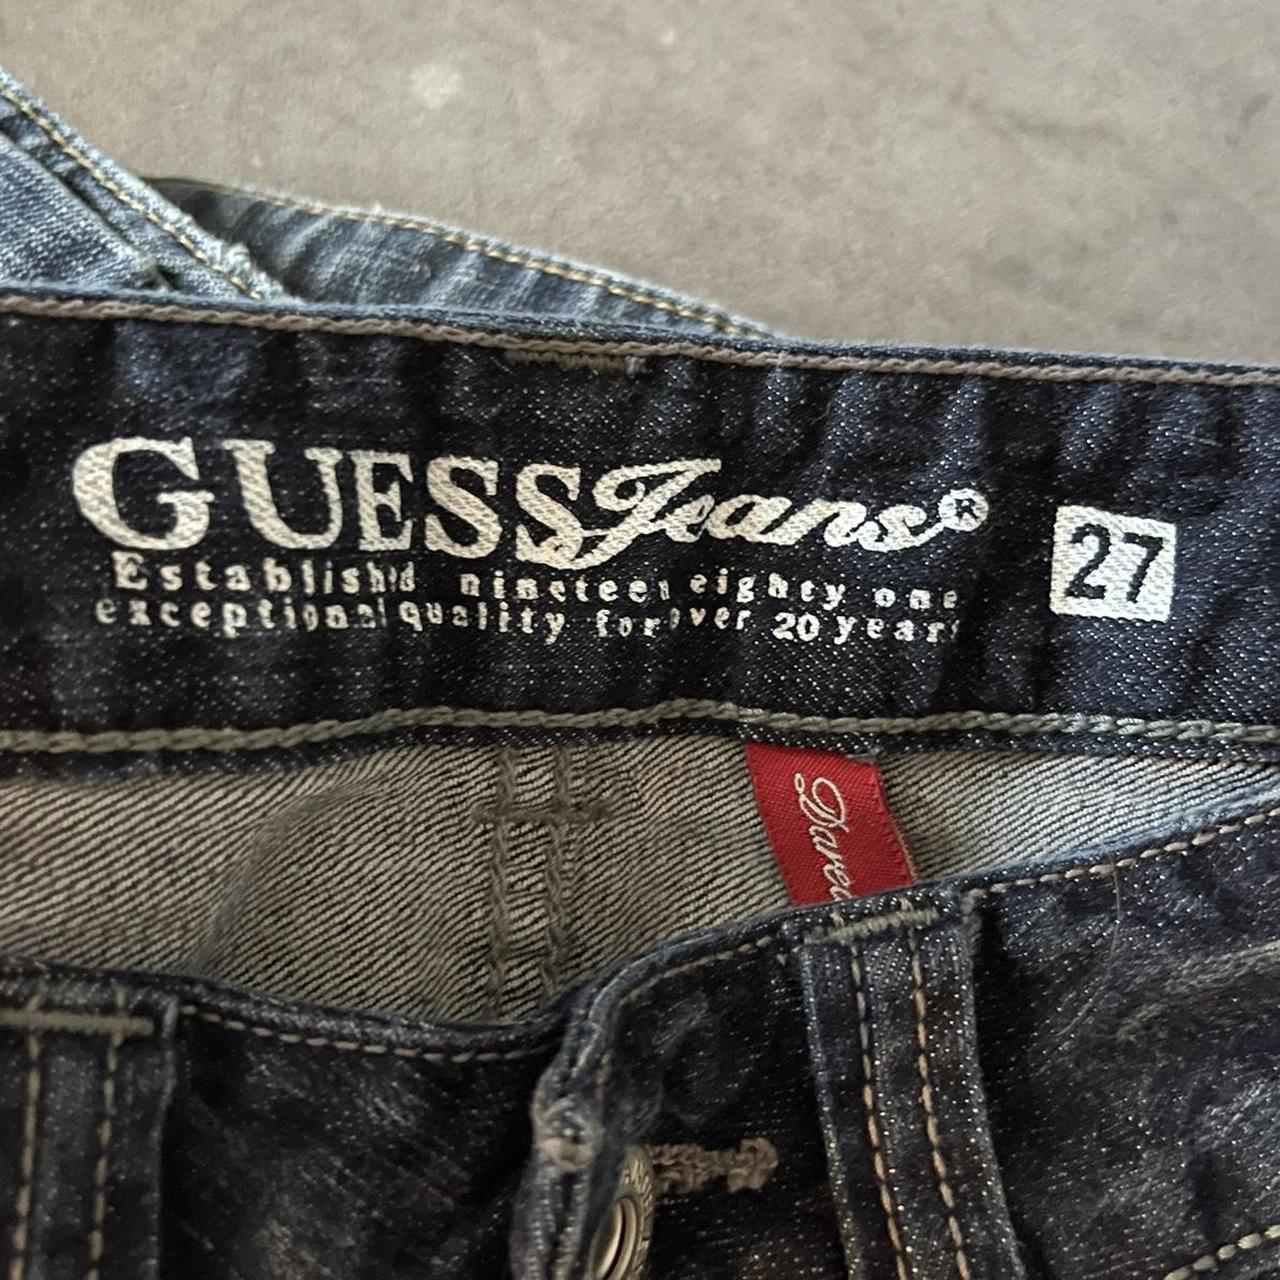 GUESS Jeans® 27
Established nineteen eighty one
exceptional quality for over 20 years